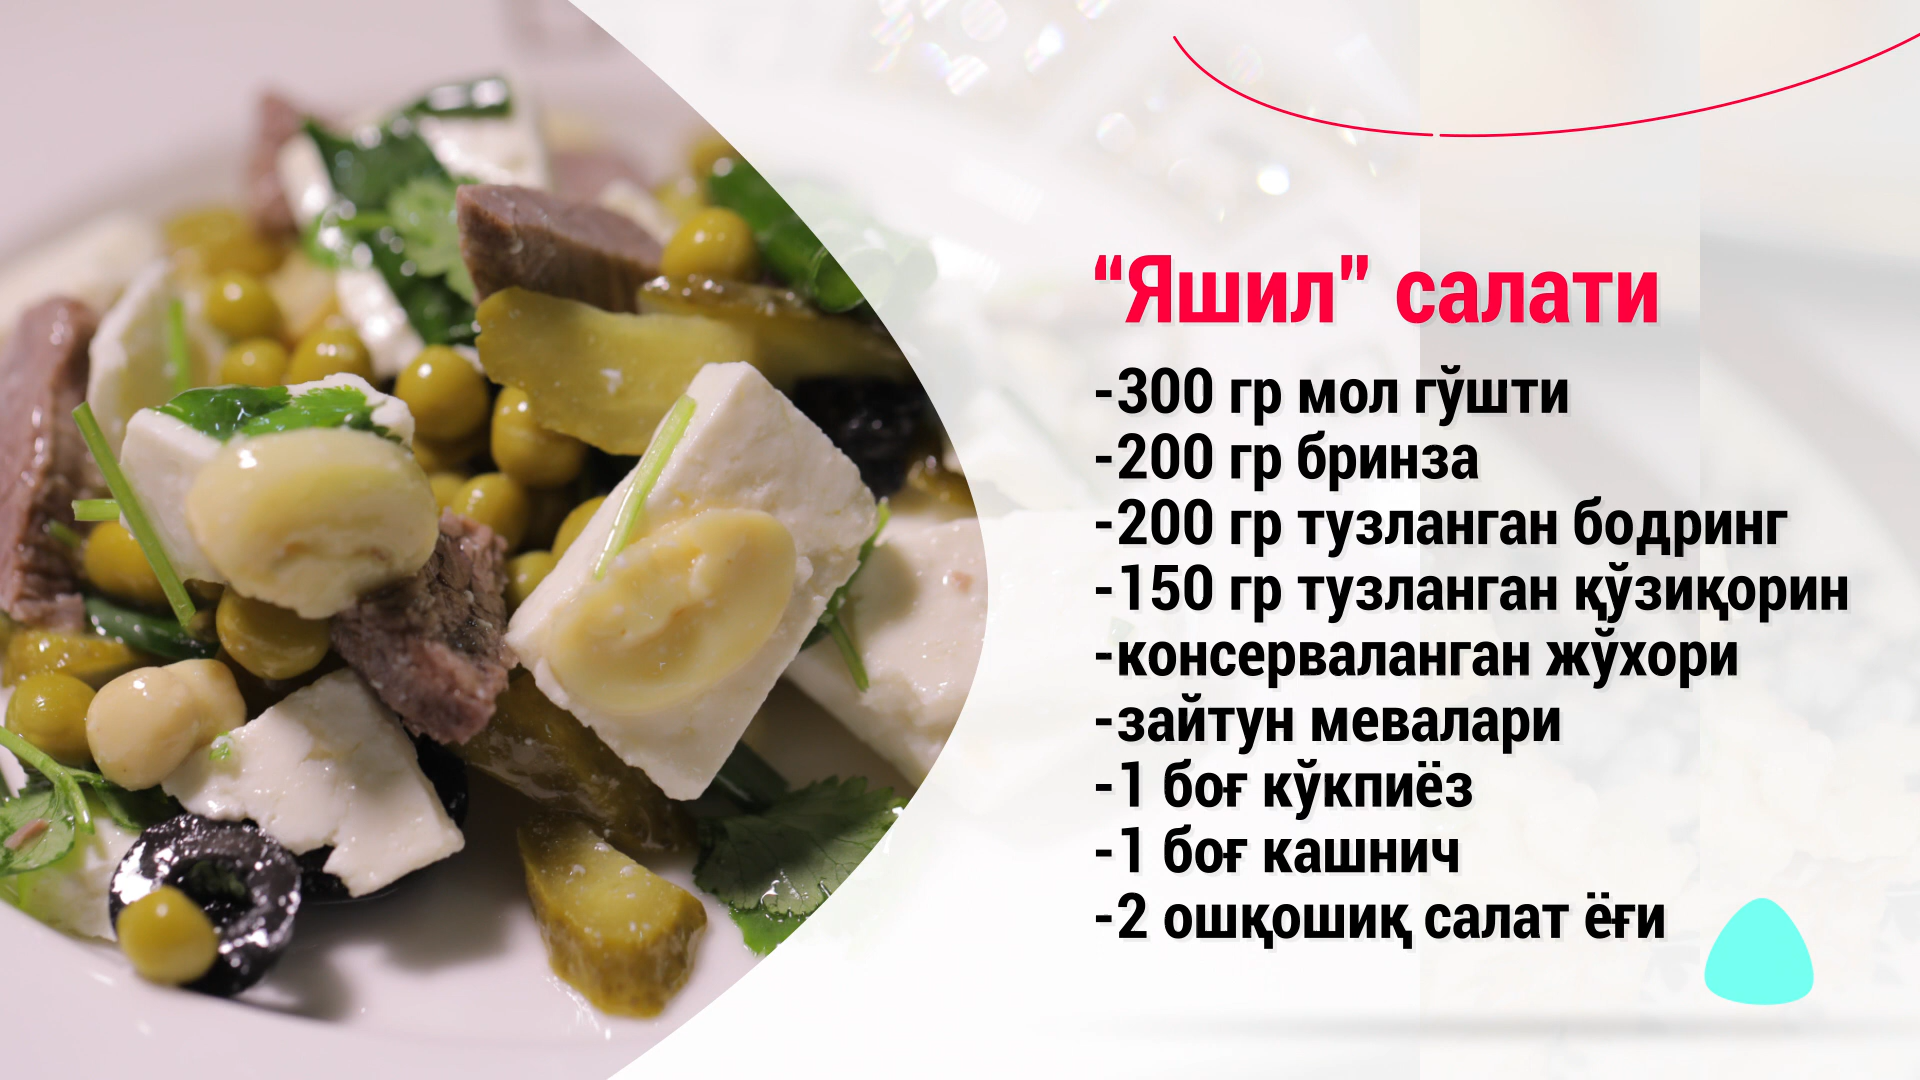 “Яшил” салати
-300 гр мол гўшти
-200 гр бринза
-200 гр тузланган бодринг
-150 гр тузланган қўзиқорин
-консерваланган жўхори
-зайтун мевалари
-1 боғ кўкпиёз
-1 боғ кашнич
-2 ошқошиқ салат ёғи